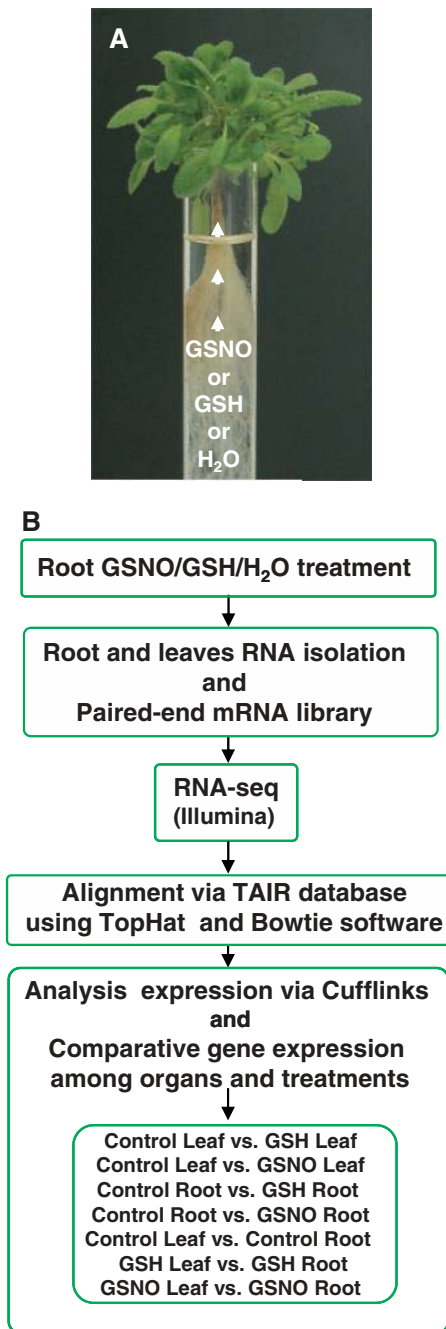 A
GSNO
or
GSH
or
H₂O
B
Root GSNO/GSH/H₂O treatment
Root and leaves RNA isolation
and
Paired-end mRNA library
RNA-seq
(Illumina)
Alignment via TAIR database
using TopHat and Bowtie software
Analysis expression via Cufflinks
and
Comparative gene expression
among organs and treatments
Control Leaf vs. GSH Leaf
Control Leaf vs. GSNO Leaf
Control Root vs. GSH Root
Control Root vs. GSNO Root
Control Leaf vs. Control Root
GSH Leaf vs. GSH Root
GSNO Leaf vs. GSNO Root